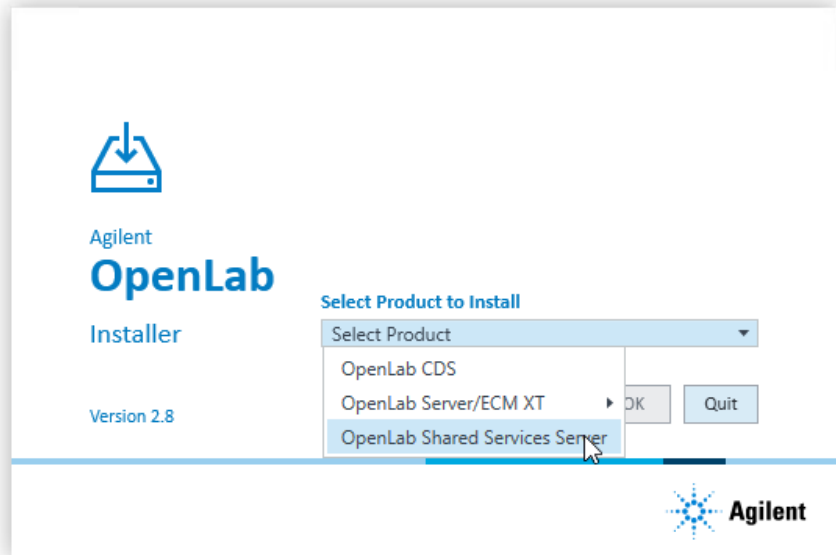 Agilent
OpenLab
Installer
Version 2.8
Select Product to Install
Select Product
OpenLab CDS
OpenLab Server/ECM XT
OpenLab Shared Services Server
OK
Quit
Agilent